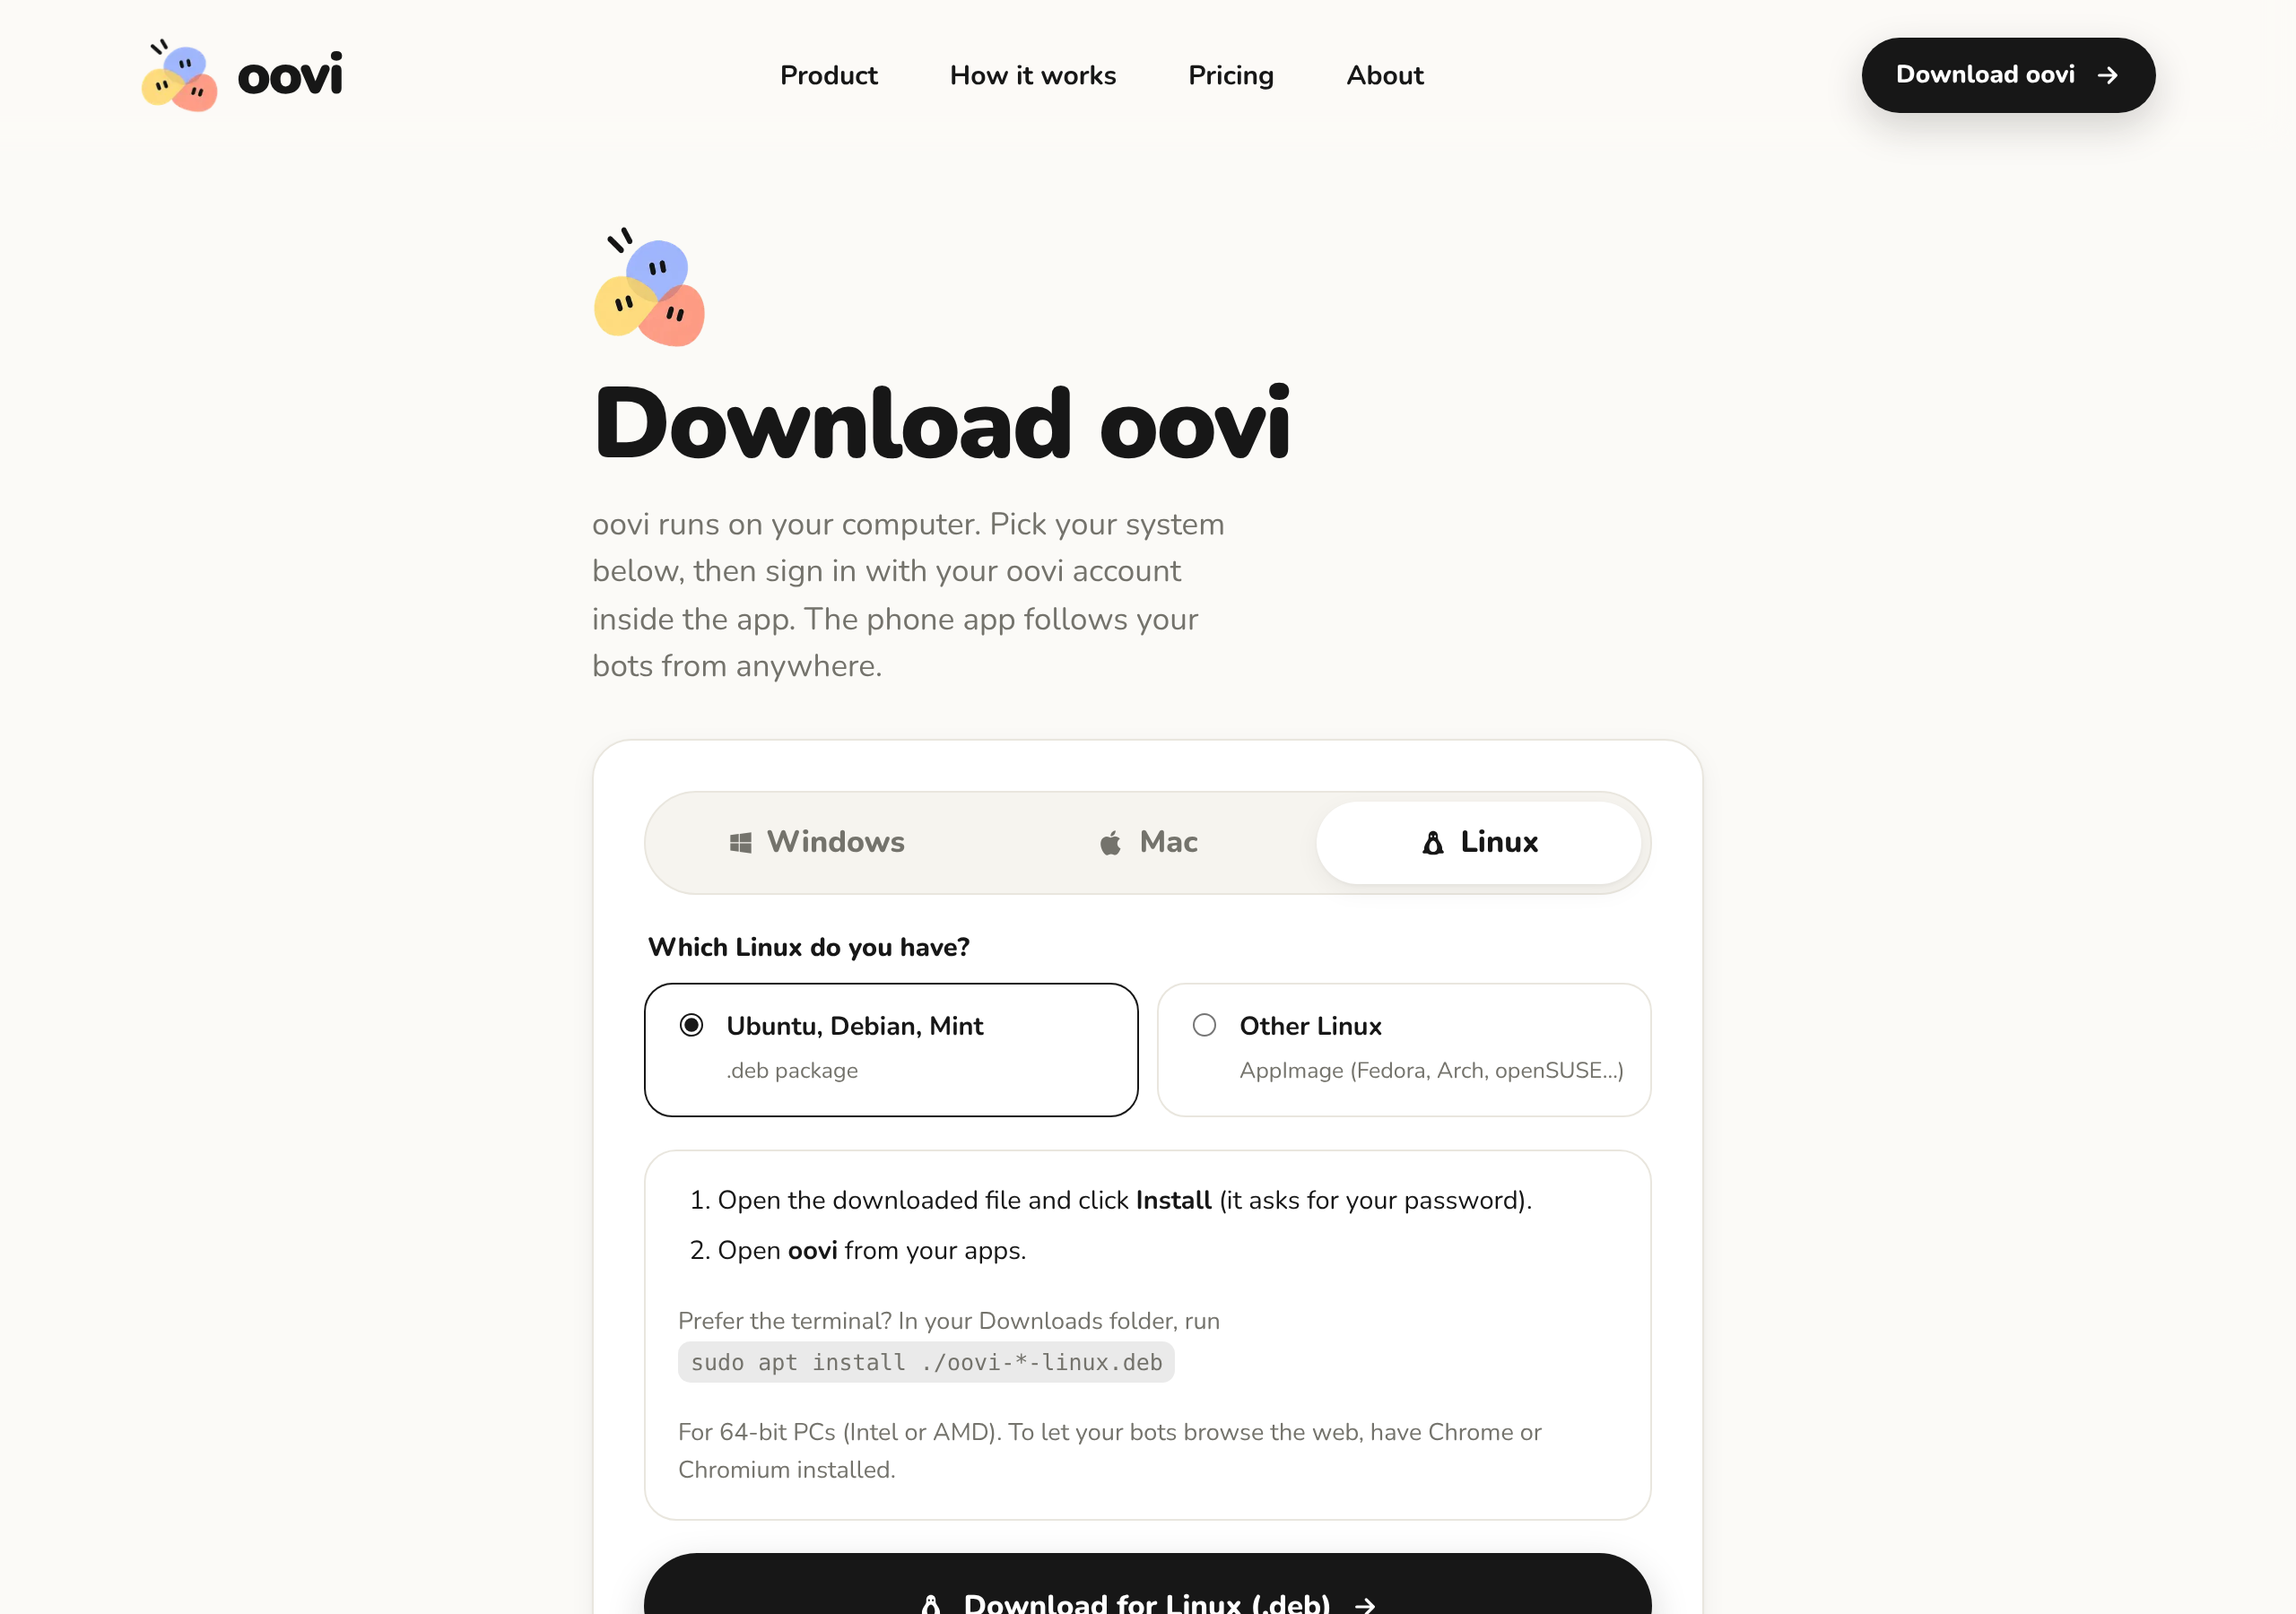 oovi
Product
How it works
Pricing
About
Download oovi →
Download oovi
oovi runs on your computer. Pick your system
below, then sign in with your oovi account
inside the app. The phone app follows your
bots from anywhere.
Windows
Mac
Linux
Which Linux do you have?
Ubuntu, Debian, Mint
.deb package
Other Linux
AppImage (Fedora, Arch, openSUSE...)
1. Open the downloaded file and click Install (it asks for your password).
2. Open oovi from your apps.
Prefer the terminal? In your Downloads folder, run
sudo apt install ./oovi-*-linux.deb
For 64-bit PCs (Intel or AMD). To let your bots browse the web, have Chrome or
Chromium installed.
Download for Linux (.deb) →